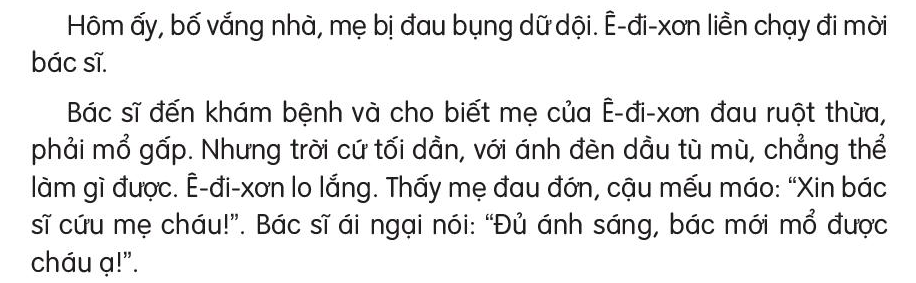 Hôm ấy, bố vắng nhà, mẹ bị đau bụng dữ dội. Ê-đi-xơn liền chạy đi mời
bác sĩ.
Bác sĩ đến khám bệnh và cho biết mẹ của Ê-đi-xơn đau ruột thừa,
phải mổ gấp. Nhưng trời cứ tối dần, với ánh đèn dầu tù mù, chẳng thể
làm gì được. Ê-đi-xơn lo lắng. Thấy mẹ đau đớn, cậu mếu máo: “Xin bác
sĩ cứu mẹ cháu!”. Bác sĩ ái ngại nói: “Đủ ánh sáng, bác mới mổ được
cháu ạ!”.